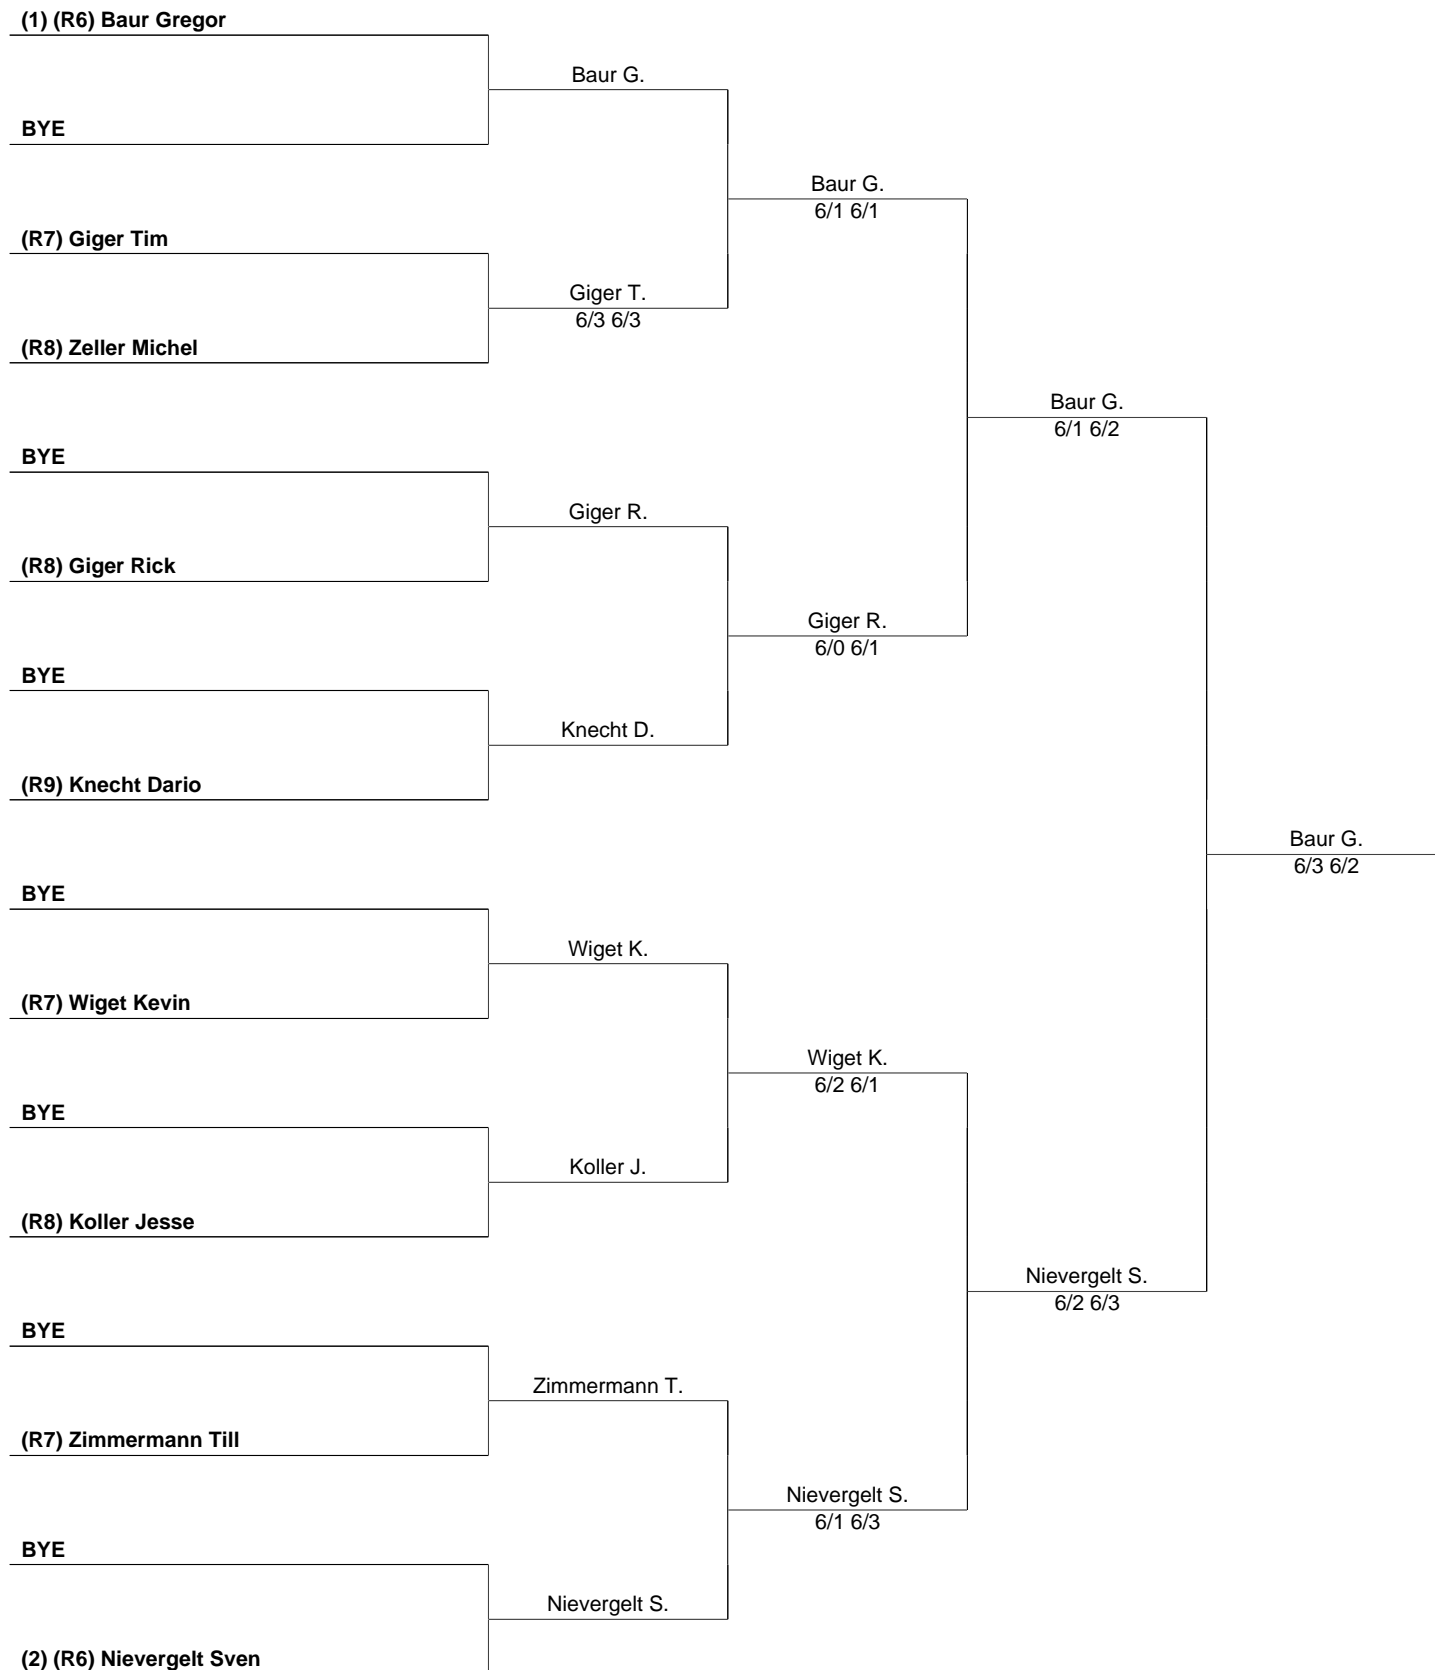 (1) (R6) Baur Gregor
Baur G.
BYE
Baur G.
6/1 6/1
(R7) Giger Tim
Giger T.
6/3 6/3
(R8) Zeller Michel
Baur G.
6/1 6/2
BYE
Giger R.
(R8) Giger Rick
Giger R.
6/0 6/1
BYE
Knecht D.
(R9) Knecht Dario
Baur G.
6/3 6/2
BYE
Wiget K.
(R7) Wiget Kevin
Wiget K.
6/2 6/1
BYE
Koller J.
(R8) Koller Jesse
Nievergelt S.
6/2 6/3
BYE
Zimmermann T.
(R7) Zimmermann Till
Nievergelt S.
6/1 6/3
BYE
Nievergelt S.
(2) (R6) Nievergelt Sven